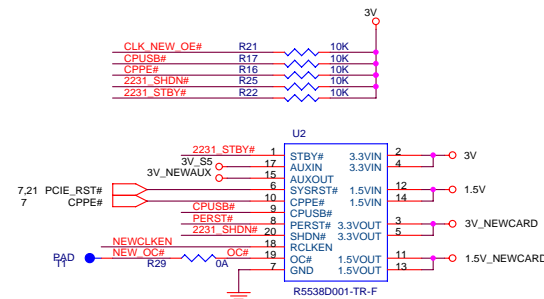 3V
CLK_NEW_OE# R21 10K
CPUSB# R17 10K
CPPE# R16 10K
2231_SHDN# R25 10K
2231_STBY# R22 10K
U2
2231_STBY# 1 STBY# 3.3VIN 2 3V
3V_S5 17 AUXIN 3.3VIN 4
3V_NEWAUX 15 AUXOUT
7,21 PCIE_RST# 6 SYSRST# 1.5VIN 12 1.5V
7 CPPE# 10 CPPE# 1.5VIN 14
CPUSB# 9 CPUSB#
PERST# 8 PERST# 3.3VOUT 3 3V_NEWCARD
2231_SHDN# 20 SHDN# 3.3VOUT 5
NEWCLKEN 18 RCLKEN
PAD T1 NEW_OC# R29 0A OC# 19 OC# 1.5VOUT 11 1.5V_NEWCARD
7 GND 1.5VOUT 13
R5538D001-TR-F